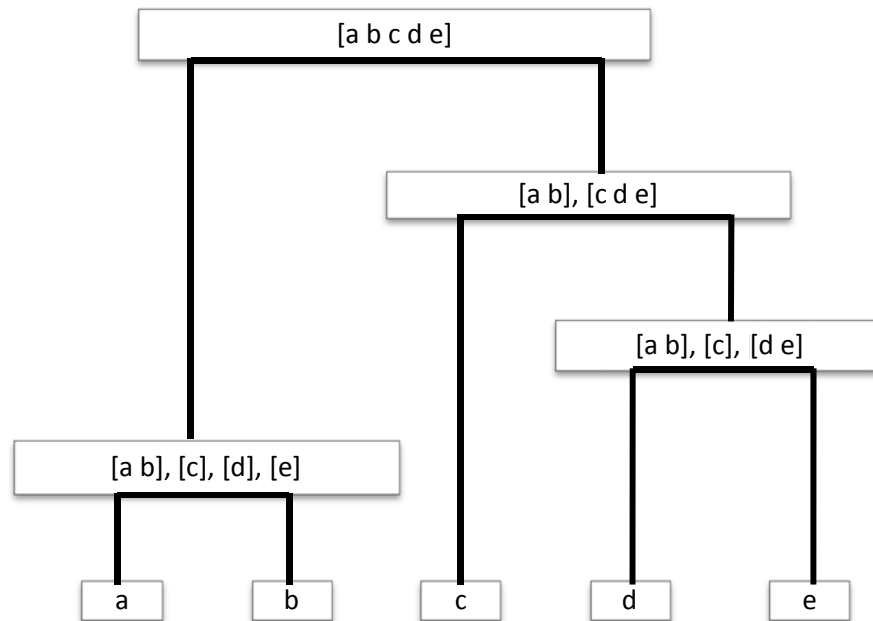 [a b c d e]
[a b], [c d e]
[a b], [c], [d e]
[a b], [c], [d], [e]
a b c d e